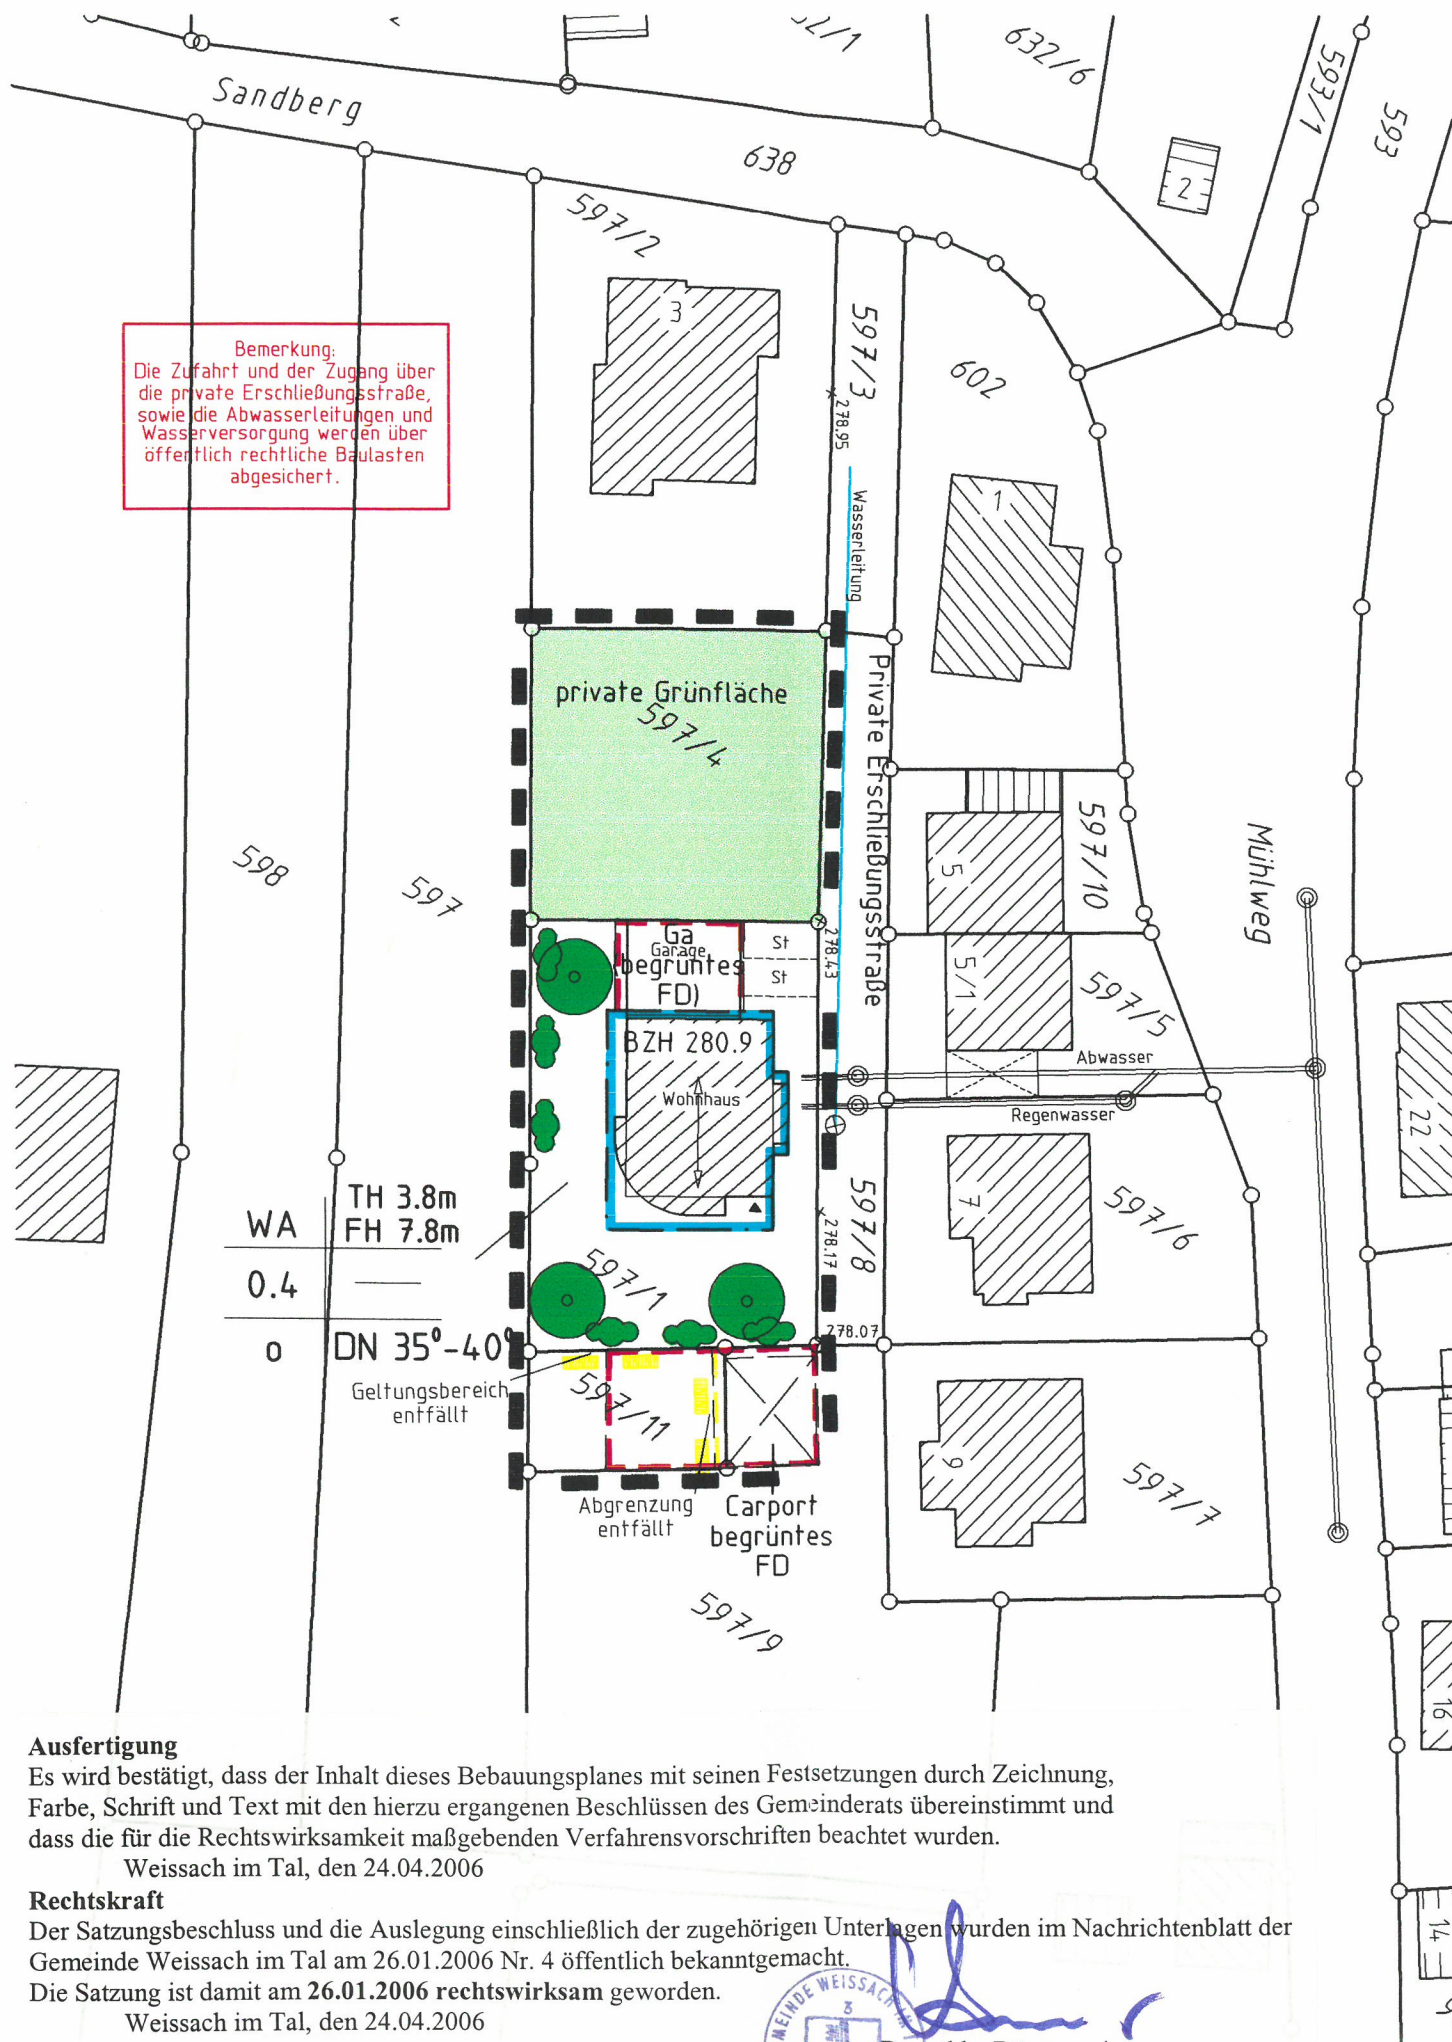 Sandberg
638
632/6
593/1
593
2
597/2
3
597/3
602
278.95
1
Wasserleitung
Bemerkung:
Die Zufahrt und der Zugang über
die private Erschließungsstraße,
sowie die Abwasserleitungen und
Wasserversorgung werden über
öffentlich rechtliche Baulasten
abgesichert.
private Grünfläche
597/4
Private Erschließungsstraße
5
597/10
Mühlweg
598
597
Ga
Garage
(begrüntes
FD)
St
St
278.43
5/1
597/5
BZH 280.9
Wohnhaus
Abwasser
Regenwasser
22
WA
TH 3.8m
FH 7.8m
0.4
o
DN 35°-40°
597/1
278.17
597/8
7
597/6
278.07
Geltungsbereich
entfällt
597/11
9
597/7
Abgrenzung
entfällt
Carport
begrüntes
FD
597/9
16
14
Ausfertigung
Es wird bestätigt, dass der Inhalt dieses Bebauungsplanes mit seinen Festsetzungen durch Zeichnung,
Farbe, Schrift und Text mit den hierzu ergangenen Beschlüssen des Gemeinderats übereinstimmt und
dass die für die Rechtswirksamkeit maßgebenden Verfahrensvorschriften beachtet wurden.
Weissach im Tal, den 24.04.2006
Rechtskraft
Der Satzungsbeschluss und die Auslegung einschließlich der zugehörigen Unterlagen wurden im Nachrichtenblatt der
Gemeinde Weissach im Tal am 26.01.2006 Nr. 4 öffentlich bekanntgemacht.
Die Satzung ist damit am 26.01.2006 rechtswirksam geworden.
Weissach im Tal, den 24.04.2006
MEINDE WEISSACH IM
3